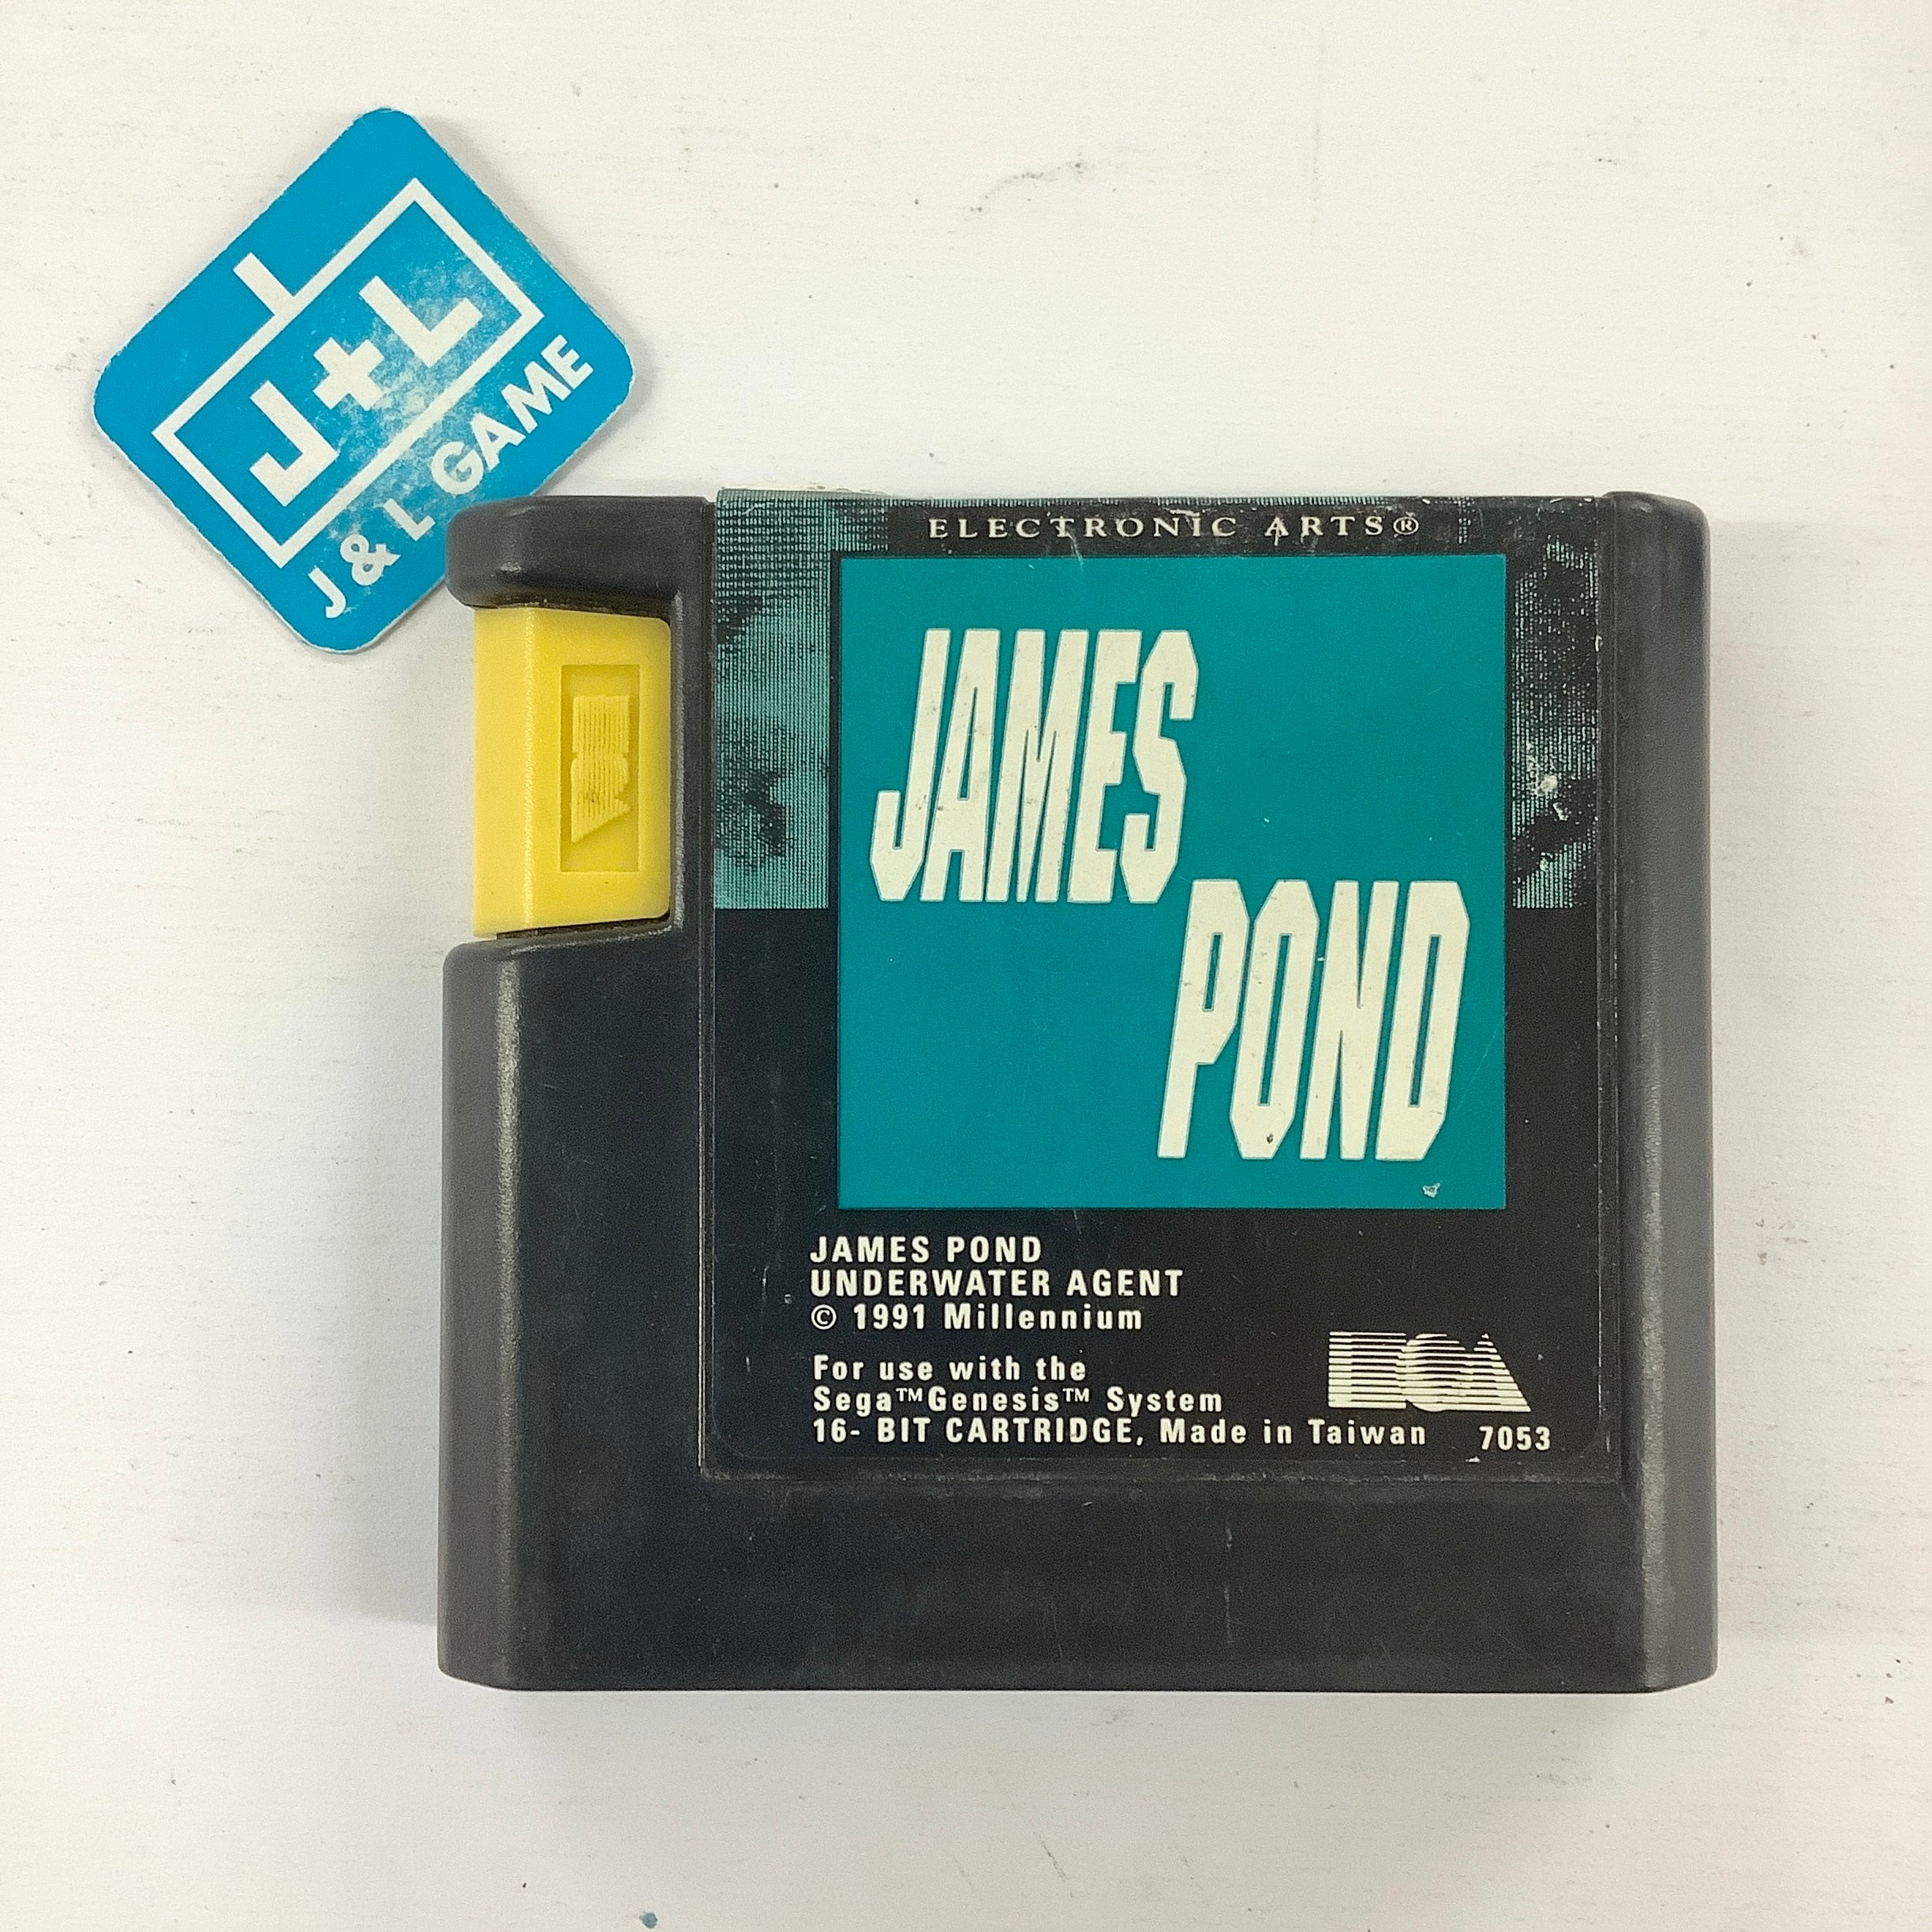 J+L
J & L GAME
ELECTRONIC ARTS®
JAMES
POND
JAMES POND
UNDERWATER AGENT
© 1991 Millennium
For use with the
Sega™Genesis™ System
16- BIT CARTRIDGE, Made in Taiwan
EA
7053